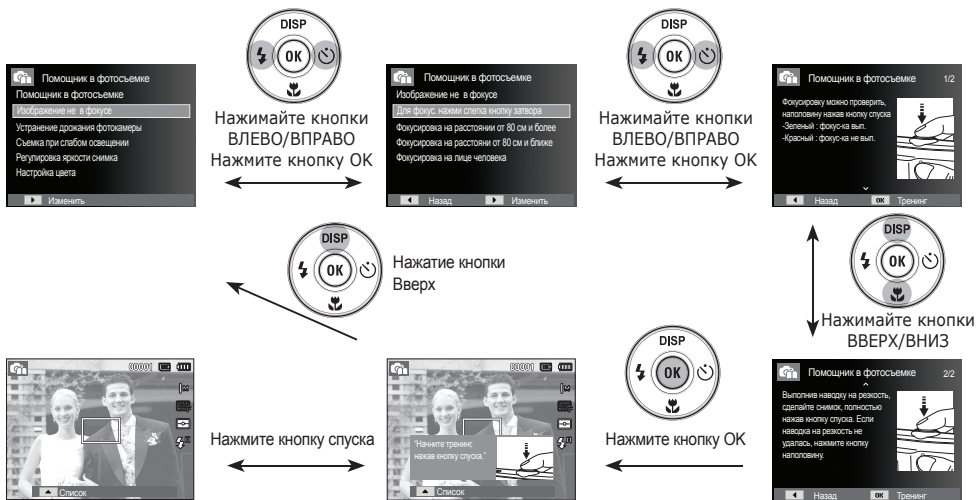 DISP
OK
Нажимайте кнопки
ВЛЕВО/ВПРАВО
Нажмите кнопку OK
DISP
OK
Нажимайте кнопки
ВЛЕВО/ВПРАВО
Нажмите кнопку OK
Помощник в фотосъемке
Помощник в фотосъемке
Изображение не в фокусе
Устранение дрожания фотокамеры
Съемка при слабом освещении
Регулировка яркости снимка
Настройка цвета
Изменить
Помощник в фотосъемке
Изображение не в фокусе
Для фокус. нажми слегка кнопку затвора
Фокусировка на расстоянии от 80 см и более
Фокусировка на расстояни от 80 см и ближе
Фокусировка на лице человека
Назад Изменить
Помощник в фотосъемке 1/2
Фокусировку можно проверить,
наполовину нажав кнопку спуска
-Зеленый : фокус-ка вып.
-Красный : фокус-ка не вып.
Назад OK Тренинг
DISP
OK
Нажатие кнопки
Вверх
DISP
OK
Нажимайте кнопки
ВВЕРХ/ВНИЗ
00001
Список
Нажмите кнопку спуска
00001
"Начните тренинг,
нажав кнопку спуска."
Список
DISP
OK
Нажмите кнопку OK
Помощник в фотосъемке 2/2
Выполнив наводку на резкость,
сделайте снимок, полностью
нажав кнопку спуска. Если
наводка на резкость не
удалась, нажмите кнопку
наполовину.
Назад OK Тренинг